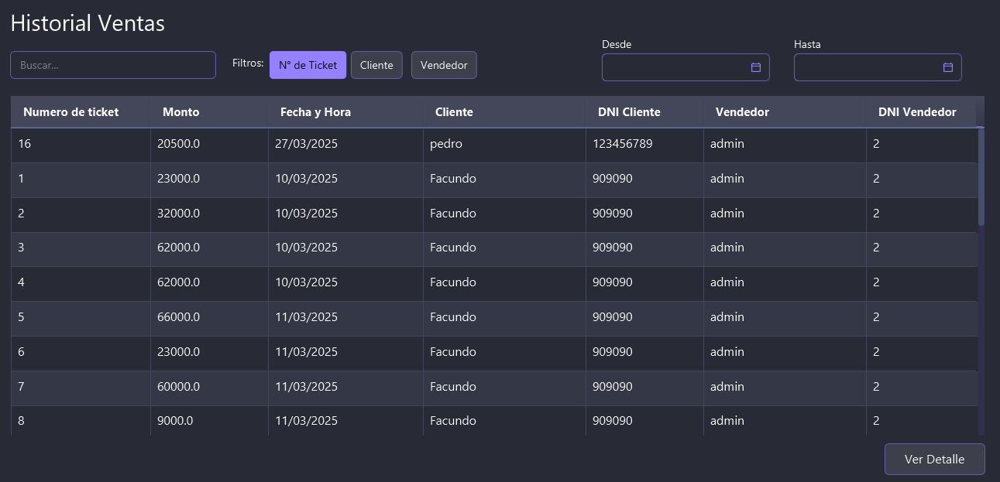 Historial Ventas
Desde Hasta
Buscar... Filtros: N° de Ticket Cliente Vendedor
Numero de ticket Monto Fecha y Hora Cliente DNI Cliente Vendedor DNI Vendedor
16 20500.0 27/03/2025 pedro 123456789 admin 2
1 23000.0 10/03/2025 Facundo 909090 admin 2
2 32000.0 10/03/2025 Facundo 909090 admin 2
3 62000.0 10/03/2025 Facundo 909090 admin 2
4 62000.0 10/03/2025 Facundo 909090 admin 2
5 66000.0 11/03/2025 Facundo 909090 admin 2
6 23000.0 11/03/2025 Facundo 909090 admin 2
7 60000.0 11/03/2025 Facundo 909090 admin 2
8 9000.0 11/03/2025 Facundo 909090 admin 2
Ver Detalle